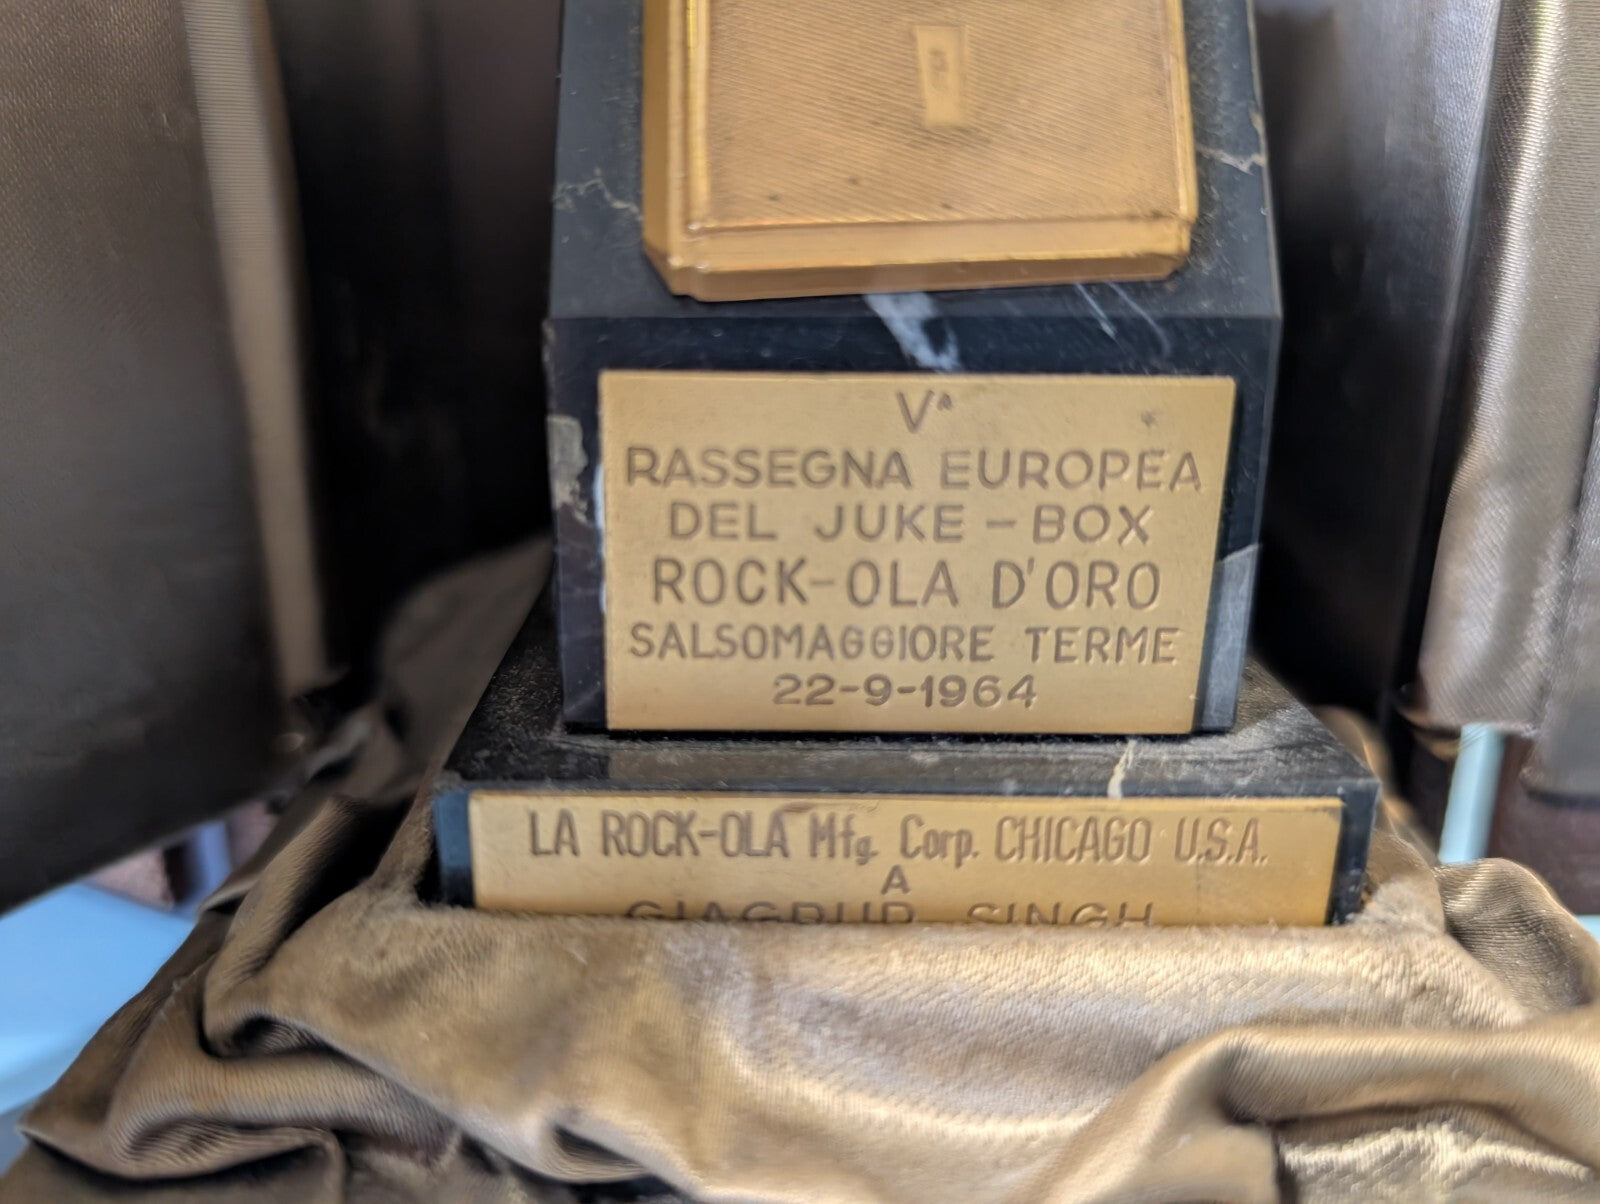 Vᴬ
RASSEGNA EUROPEA
DEL JUKE-BOX
ROCK-OLA D'ORO
SALSOMAGGIORE TERME
22-9-1964
LA ROCK-OLA Mfg. Corp. CHICAGO U.S.A.
A
SINGH